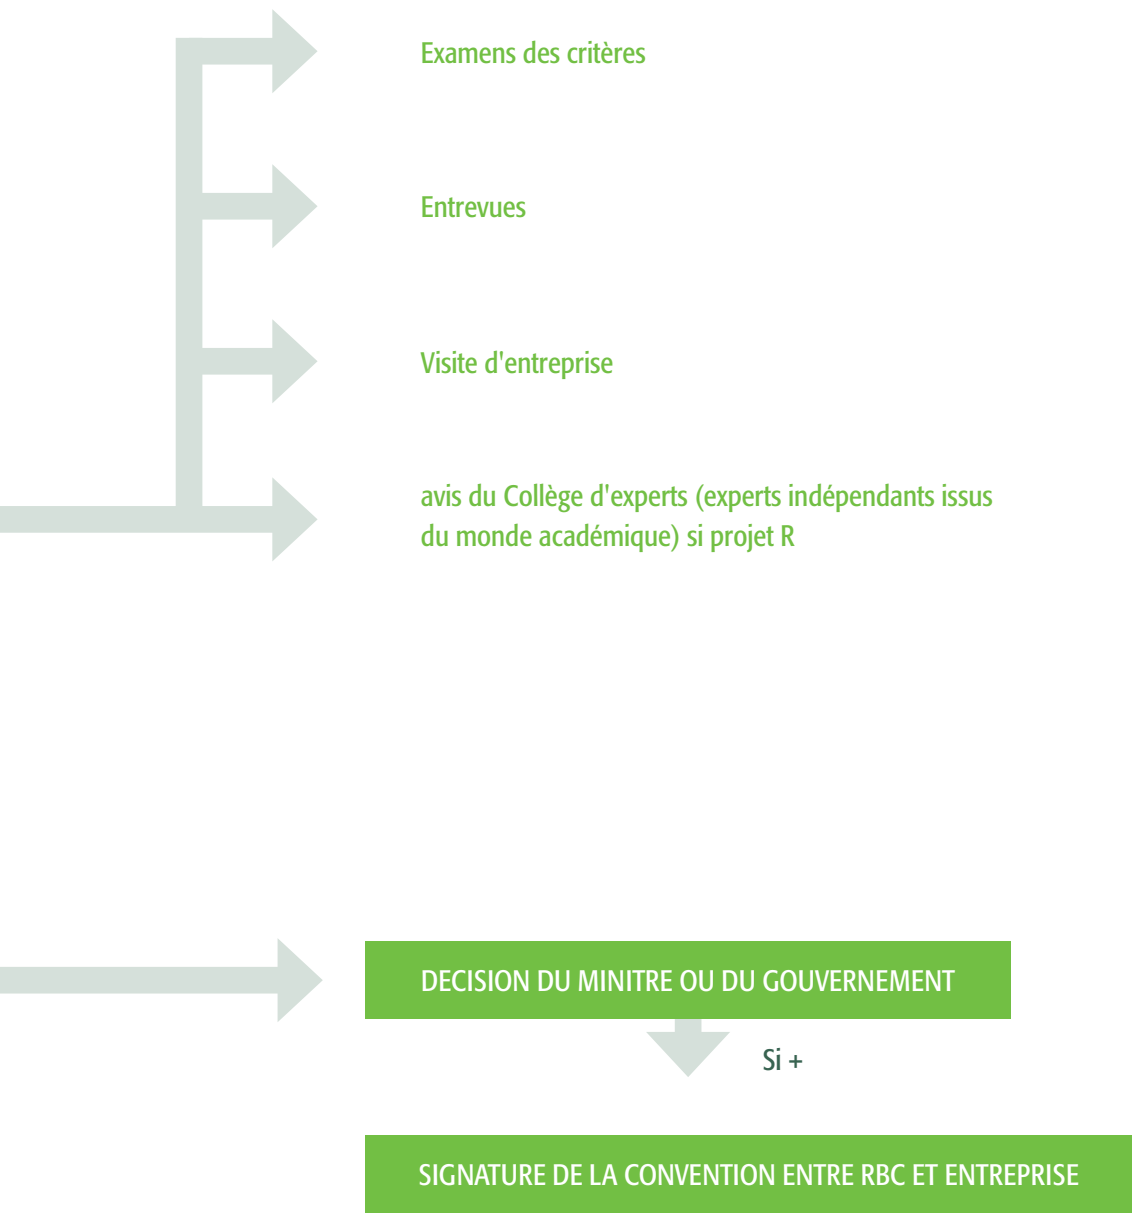 Examens des critères
Entrevues
Visite d'entreprise
avis du Collège d'experts (experts indépendants issus
du monde académique) si projet R
DECISION DU MINITRE OU DU GOUVERNEMENT
Si +
SIGNATURE DE LA CONVENTION ENTRE RBC ET ENTREPRISE